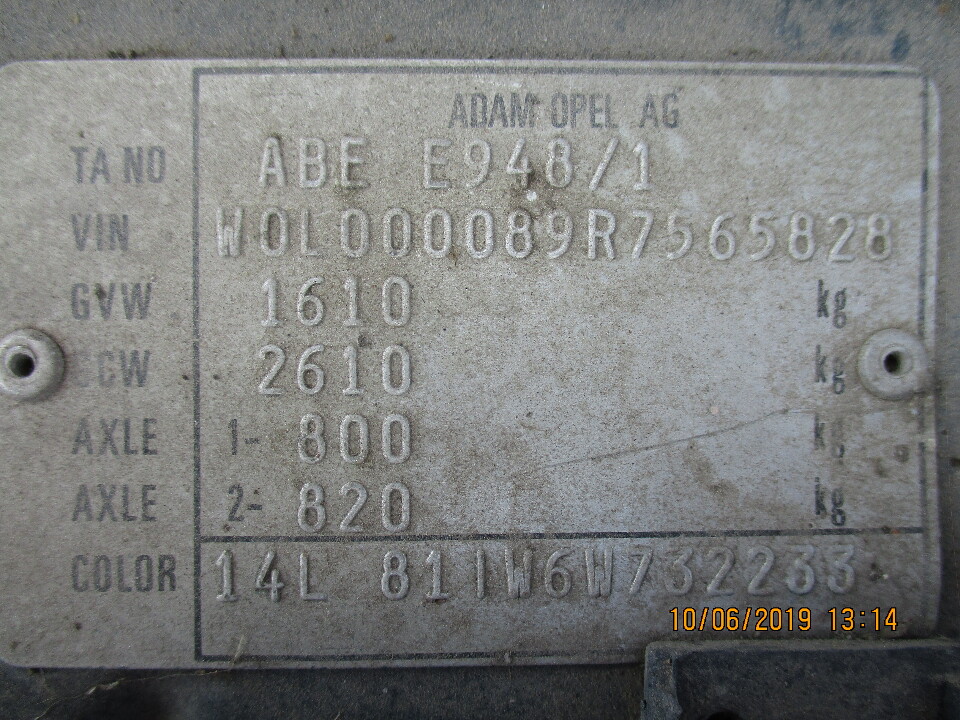 ADAM OPEL AG
TA NO ABE E948/1
VIN W0L000089R7565828
GVW 1610 kg
GCW 2610 kg
AXLE 1- 800 kg
AXLE 2- 820 kg
COLOR 14L 811W6W732233
10/06/2019 13:14